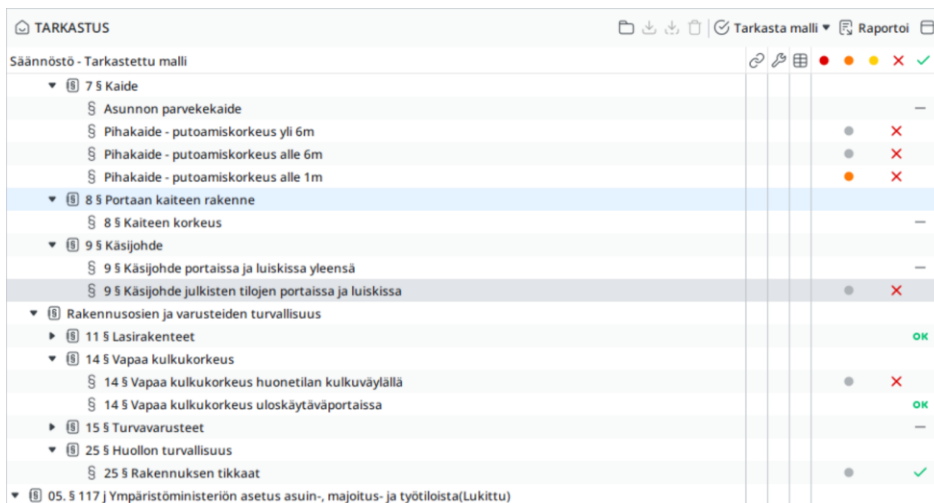 TARKASTUS Tarkasta malli Raportoi
Säännöstö - Tarkastettu malli
§ 7 § Kaide
§ Asunnon parvekekaide
§ Pihakaide - putoamiskorkeus yli 6m
§ Pihakaide - putoamiskorkeus alle 6m
§ Pihakaide - putoamiskorkeus alle 1m
§ 8 § Portaan kaiteen rakenne
§ 8 § Kaiteen korkeus
§ 9 § Käsijohde
§ 9 § Käsijohde portaissa ja luiskissa yleensä
§ 9 § Käsijohde julkisten tilojen portaissa ja luiskissa
§ Rakennusosien ja varusteiden turvallisuus
§ 11 § Lasirakenteet OK
§ 14 § Vapaa kulkukorkeus
§ 14 § Vapaa kulkukorkeus huonetilan kulkuväylällä
§ 14 § Vapaa kulkukorkeus uloskäytäväportaissa OK
§ 15 § Turvavarusteet
§ 25 § Huollon turvallisuus
§ 25 § Rakennuksen tikkaat
§ 05. § 117 j Ympäristöministeriön asetus asuin-, majoitus- ja työtiloista(Lukittu)